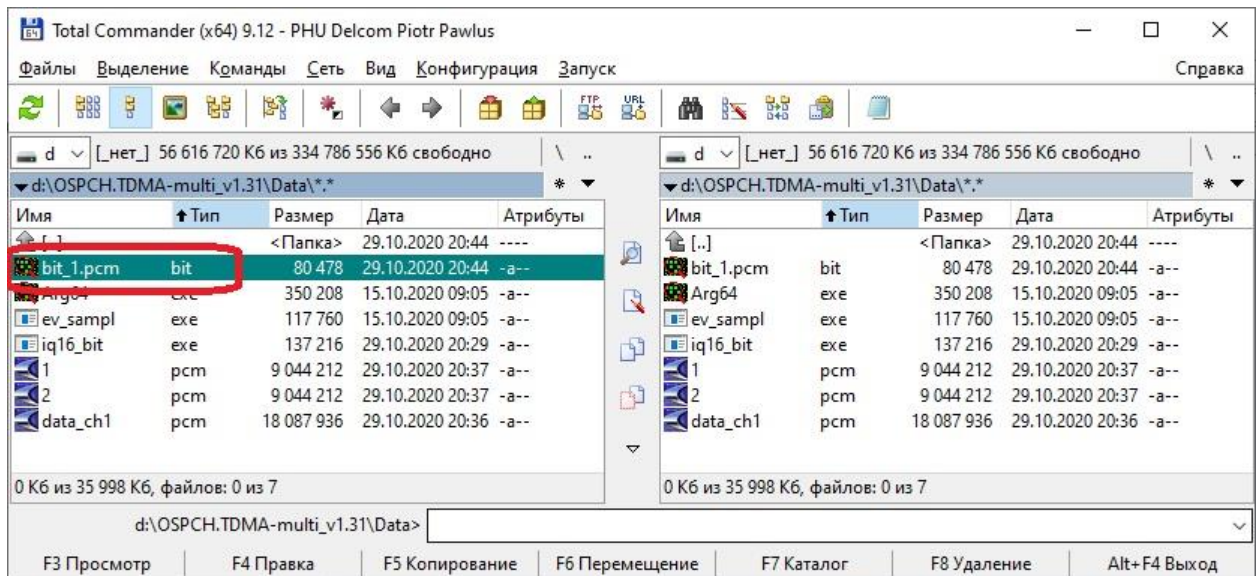 Total Commander (x64) 9.12 - PHU Delcom Piotr Pawlus
Файлы Выделение Команды Сеть Вид Конфигурация Запуск Справка
FTP URL
d [_нет_] 56 616 720 Кб из 334 786 556 Кб свободно \ ..
d:\OSPCH.TDMA-multi_v1.31\Data\*.* *
Имя Тип Размер Дата Атрибуты
[..] <Папка> 29.10.2020 20:44 ----
bit_1.pcm bit 80 478 29.10.2020 20:44 -a--
Arg64 exe 350 208 15.10.2020 09:05 -a--
ev_sampl exe 117 760 15.10.2020 09:05 -a--
iq16_bit exe 137 216 29.10.2020 20:29 -a--
1 pcm 9 044 212 29.10.2020 20:37 -a--
2 pcm 9 044 212 29.10.2020 20:37 -a--
data_ch1 pcm 18 087 936 29.10.2020 20:36 -a--
0 Кб из 35 998 Кб, файлов: 0 из 7
d [_нет_] 56 616 720 Кб из 334 786 556 Кб свободно \ ..
d:\OSPCH.TDMA-multi_v1.31\Data\*.* *
Имя Тип Размер Дата Атрибуты
[..] <Папка> 29.10.2020 20:44 ----
bit_1.pcm bit 80 478 29.10.2020 20:44 -a--
Arg64 exe 350 208 15.10.2020 09:05 -a--
ev_sampl exe 117 760 15.10.2020 09:05 -a--
iq16_bit exe 137 216 29.10.2020 20:29 -a--
1 pcm 9 044 212 29.10.2020 20:37 -a--
2 pcm 9 044 212 29.10.2020 20:37 -a--
data_ch1 pcm 18 087 936 29.10.2020 20:36 -a--
0 Кб из 35 998 Кб, файлов: 0 из 7
d:\OSPCH.TDMA-multi_v1.31\Data>
F3 Просмотр F4 Правка F5 Копирование F6 Перемещение F7 Каталог F8 Удаление Alt+F4 Выход